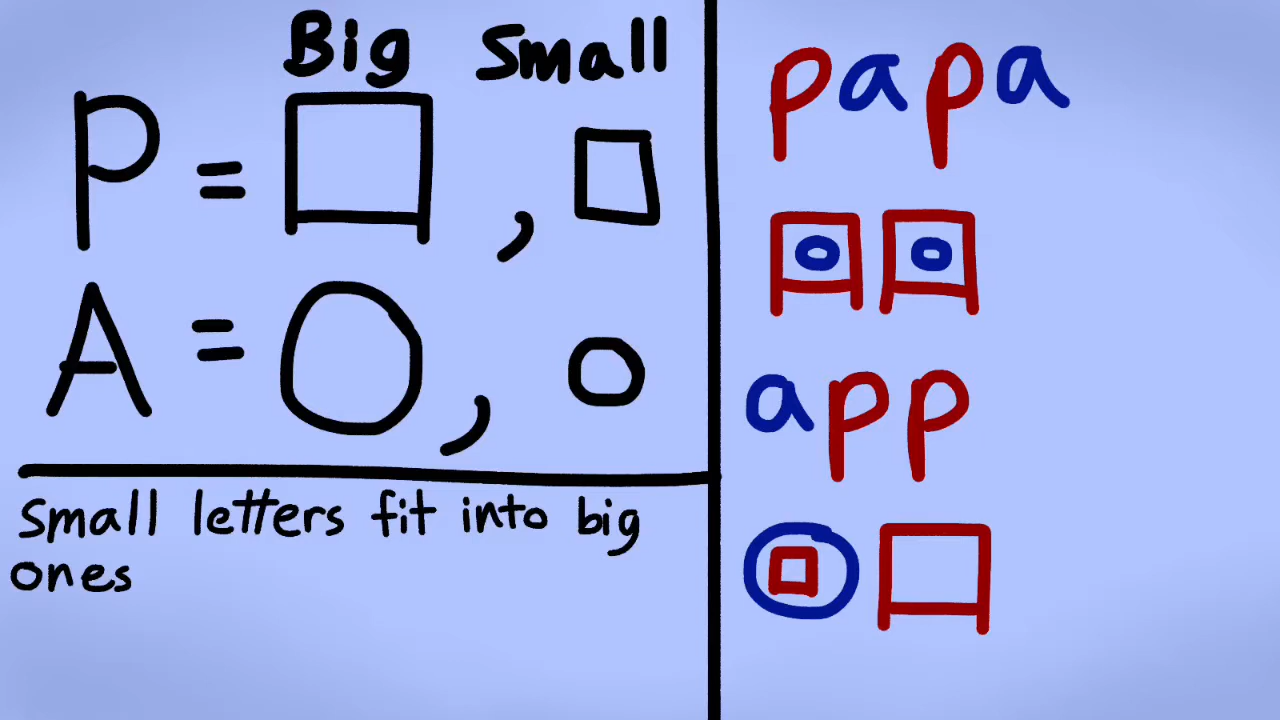 Big Small
P = ,
A = ,
Small letters fit into big
ones
papa
app